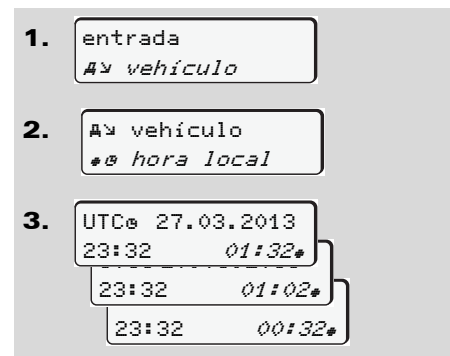 1.
entrada
vehículo
2.
vehículo
hora local
3.
UTC 27.03.2013
23:32 01:32
23:32 01:02
23:32 00:32